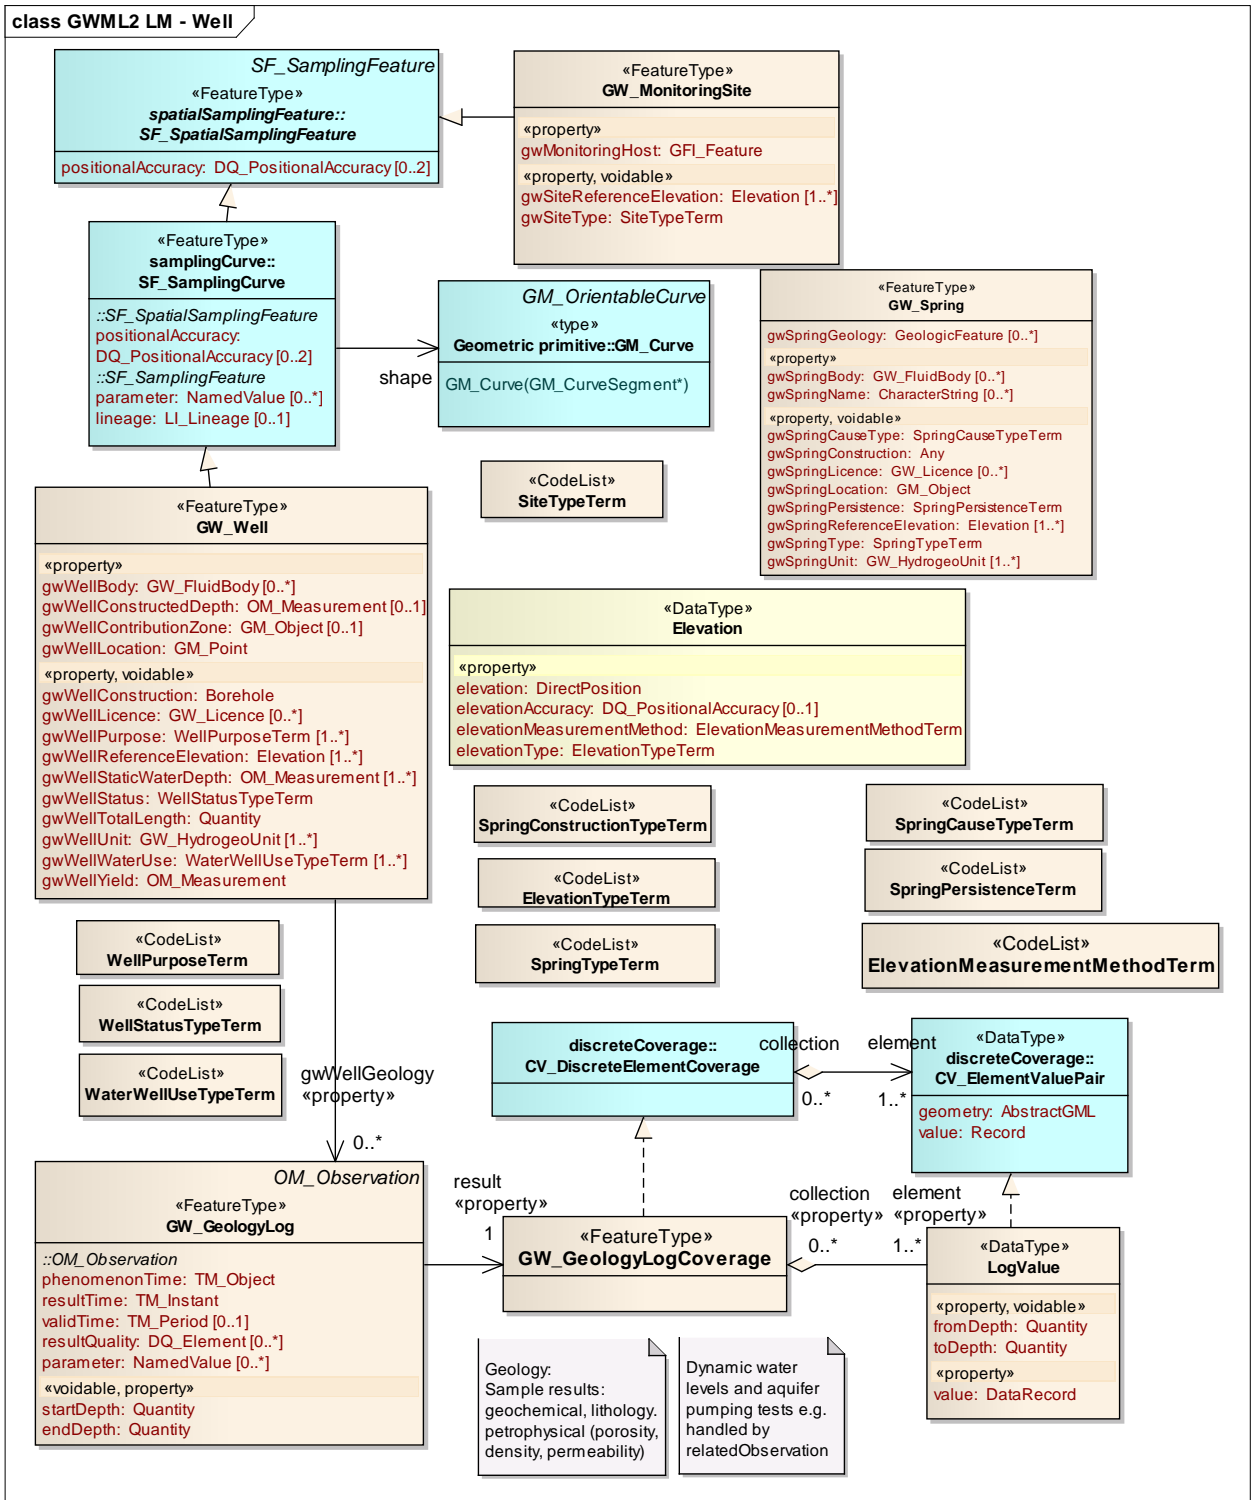 class GWML2 LM - Well
SF_SamplingFeature
«FeatureType»
spatialSamplingFeature::
SF_SpatialSamplingFeature
positionalAccuracy: DQ_PositionalAccuracy [0..2]
«FeatureType»
GW_MonitoringSite
«property»
gwMonitoringHost: GFI_Feature
«property, voidable»
gwSiteReferenceElevation: Elevation [1..*]
gwSiteType: SiteTypeTerm
«FeatureType»
samplingCurve::
SF_SamplingCurve
::SF_SpatialSamplingFeature
positionalAccuracy:
DQ_PositionalAccuracy [0..2]
::SF_SamplingFeature
parameter: NamedValue [0..*]
lineage: LI_Lineage [0..1]
shape
GM_OrientableCurve
«type»
Geometric primitive::GM_Curve
GM_Curve(GM_CurveSegment*)
«FeatureType»
GW_Spring
gwSpringGeology: GeologicFeature [0..*]
«property»
gwSpringBody: GW_FluidBody [0..*]
gwSpringName: CharacterString [0..*]
«property, voidable»
gwSpringCauseType: SpringCauseTypeTerm
gwSpringConstruction: Any
gwSpringLicence: GW_Licence [0..*]
gwSpringLocation: GM_Object
gwSpringPersistence: SpringPersistenceTerm
gwSpringReferenceElevation: Elevation [1..*]
gwSpringType: SpringTypeTerm
gwSpringUnit: GW_HydrogeoUnit [1..*]
«CodeList»
SiteTypeTerm
«FeatureType»
GW_Well
«property»
gwWellBody: GW_FluidBody [0..*]
gwWellConstructedDepth: OM_Measurement [0..1]
gwWellContributionZone: GM_Object [0..1]
gwWellLocation: GM_Point
«property, voidable»
gwWellConstruction: Borehole
gwWellLicence: GW_Licence [0..*]
gwWellPurpose: WellPurposeTerm [1..*]
gwWellReferenceElevation: Elevation [1..*]
gwWellStaticWaterDepth: OM_Measurement [1..*]
gwWellStatus: WellStatusTypeTerm
gwWellTotalLength: Quantity
gwWellUnit: GW_HydrogeoUnit [1..*]
gwWellWaterUse: WaterWellUseTypeTerm [1..*]
gwWellYield: OM_Measurement
«DataType»
Elevation
«property»
elevation: DirectPosition
elevationAccuracy: DQ_PositionalAccuracy [0..1]
elevationMeasurementMethod: ElevationMeasurementMethodTerm
elevationType: ElevationTypeTerm
«CodeList»
SpringConstructionTypeTerm
«CodeList»
SpringCauseTypeTerm
«CodeList»
ElevationTypeTerm
«CodeList»
SpringPersistenceTerm
«CodeList»
SpringTypeTerm
«CodeList»
ElevationMeasurementMethodTerm
«CodeList»
WellPurposeTerm
«CodeList»
WellStatusTypeTerm
«CodeList»
WaterWellUseTypeTerm
gwWellGeology
«property»
0..*
discreteCoverage::
CV_DiscreteElementCoverage
collection
0..*
element
1..*
«DataType»
discreteCoverage::
CV_ElementValuePair
geometry: AbstractGML
value: Record
OM_Observation
«FeatureType»
GW_GeologyLog
::OM_Observation
phenomenonTime: TM_Object
resultTime: TM_Instant
validTime: TM_Period [0..1]
resultQuality: DQ_Element [0..*]
parameter: NamedValue [0..*]
«voidable, property»
startDepth: Quantity
endDepth: Quantity
result
«property»
1
«FeatureType»
GW_GeologyLogCoverage
collection
«property»
0..*
element
«property»
1..*
«DataType»
LogValue
«property, voidable»
fromDepth: Quantity
toDepth: Quantity
«property»
value: DataRecord
Geology:
Sample results:
geochemical, lithology.
petrophysical (porosity,
density, permeability)
Dynamic water
levels and aquifer
pumping tests e.g.
handled by
relatedObservation